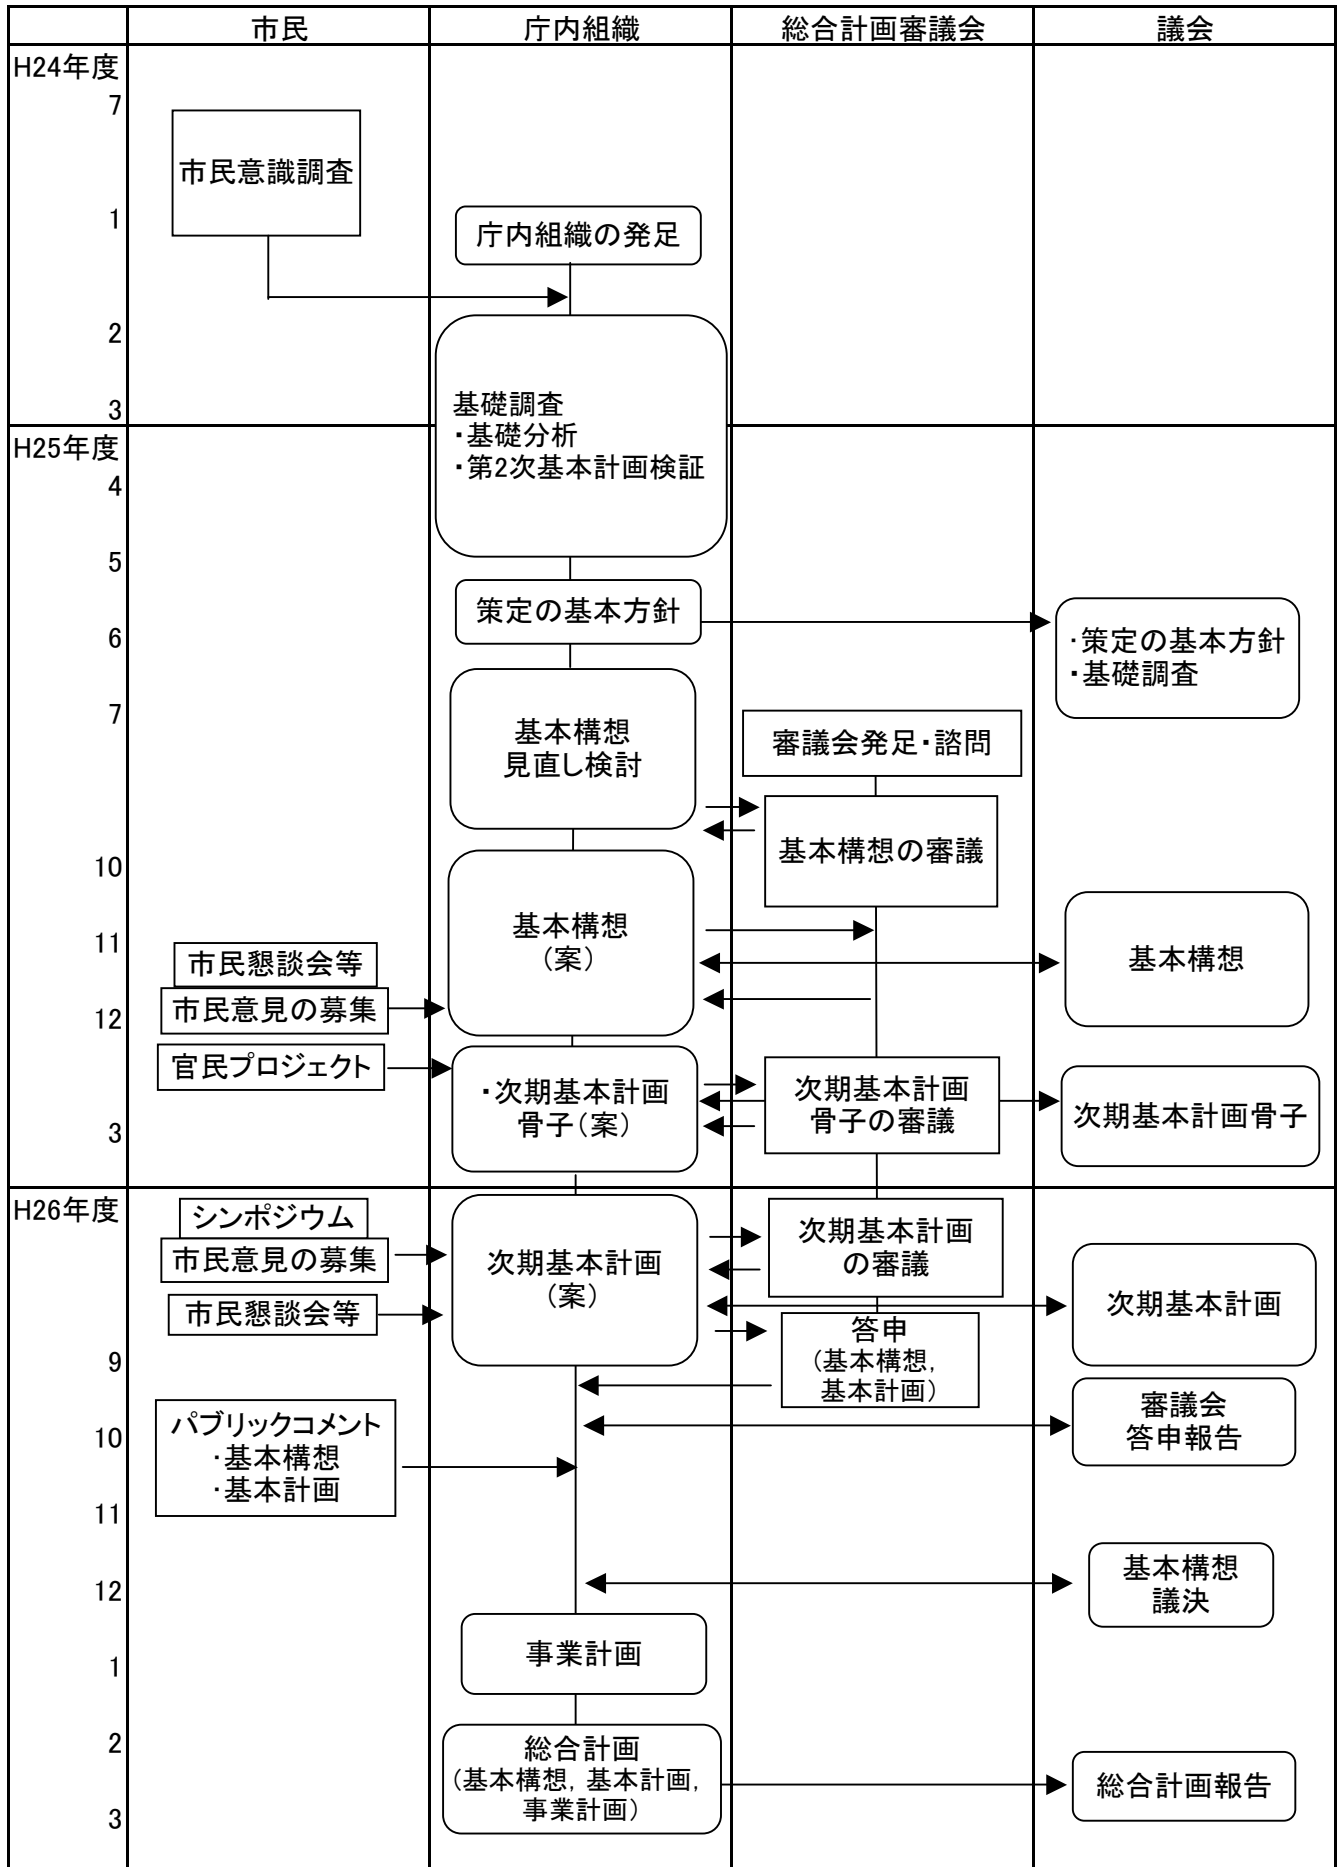 市民 庁内組織 総合計画審議会 議会
H24年度
7
市民意識調査
1
庁内組織の発足
2
3
基礎調査
・基礎分析
・第2次基本計画検証
H25年度
4
5
策定の基本方針
6
・策定の基本方針
・基礎調査
7
基本構想
見直し検討
審議会発足・諮問
基本構想の審議
10
基本構想
(案)
11
基本構想
市民懇談会等
市民意見の募集
12
官民プロジェクト
・次期基本計画
骨子(案)
次期基本計画
骨子の審議
次期基本計画骨子
3
H26年度
シンポジウム
市民意見の募集
次期基本計画
(案)
次期基本計画
の審議
次期基本計画
市民懇談会等
答申
(基本構想,
基本計画)
9
審議会
答申報告
パブリックコメント
・基本構想
・基本計画
10
11
基本構想
議決
12
事業計画
1
2
総合計画
(基本構想, 基本計画,
事業計画)
総合計画報告
3